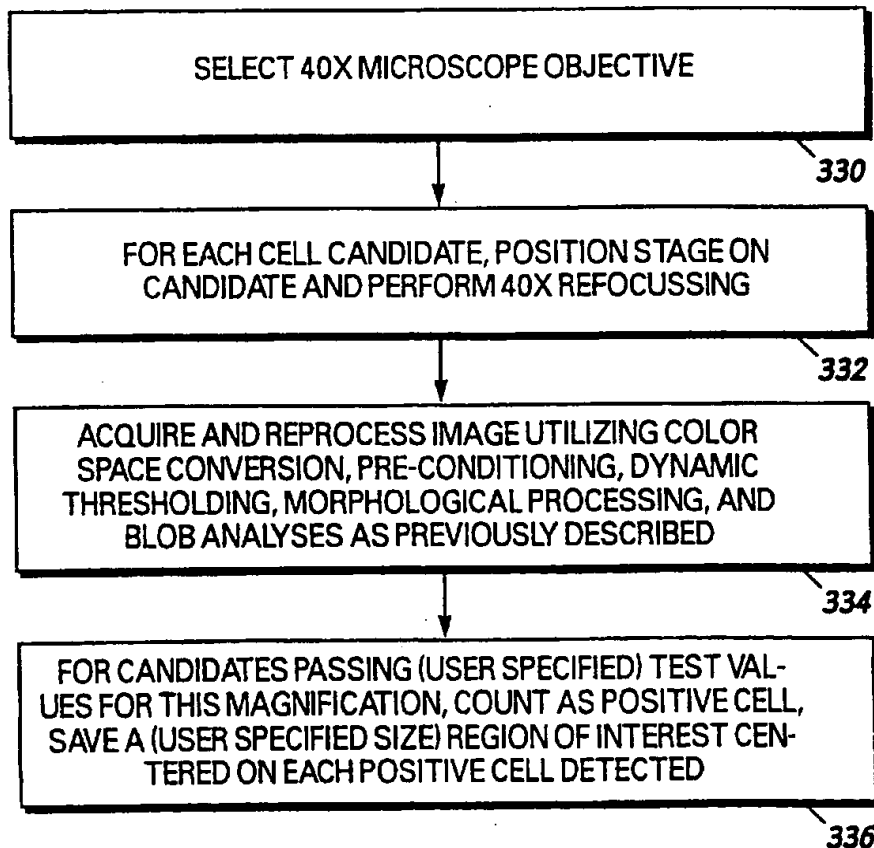 SELECT 40X MICROSCOPE OBJECTIVE
330
FOR EACH CELL CANDIDATE, POSITION STAGE ON
CANDIDATE AND PERFORM 40X REFOCUSSING
332
ACQUIRE AND REPROCESS IMAGE UTILIZING COLOR
SPACE CONVERSION, PRE-CONDITIONING, DYNAMIC
THRESHOLDING, MORPHOLOGICAL PROCESSING, AND
BLOB ANALYSES AS PREVIOUSLY DESCRIBED
334
FOR CANDIDATES PASSING (USER SPECIFIED) TEST VAL-
UES FOR THIS MAGNIFICATION, COUNT AS POSITIVE CELL,
SAVE A (USER SPECIFIED SIZE) REGION OF INTEREST CEN-
TERED ON EACH POSITIVE CELL DETECTED
336